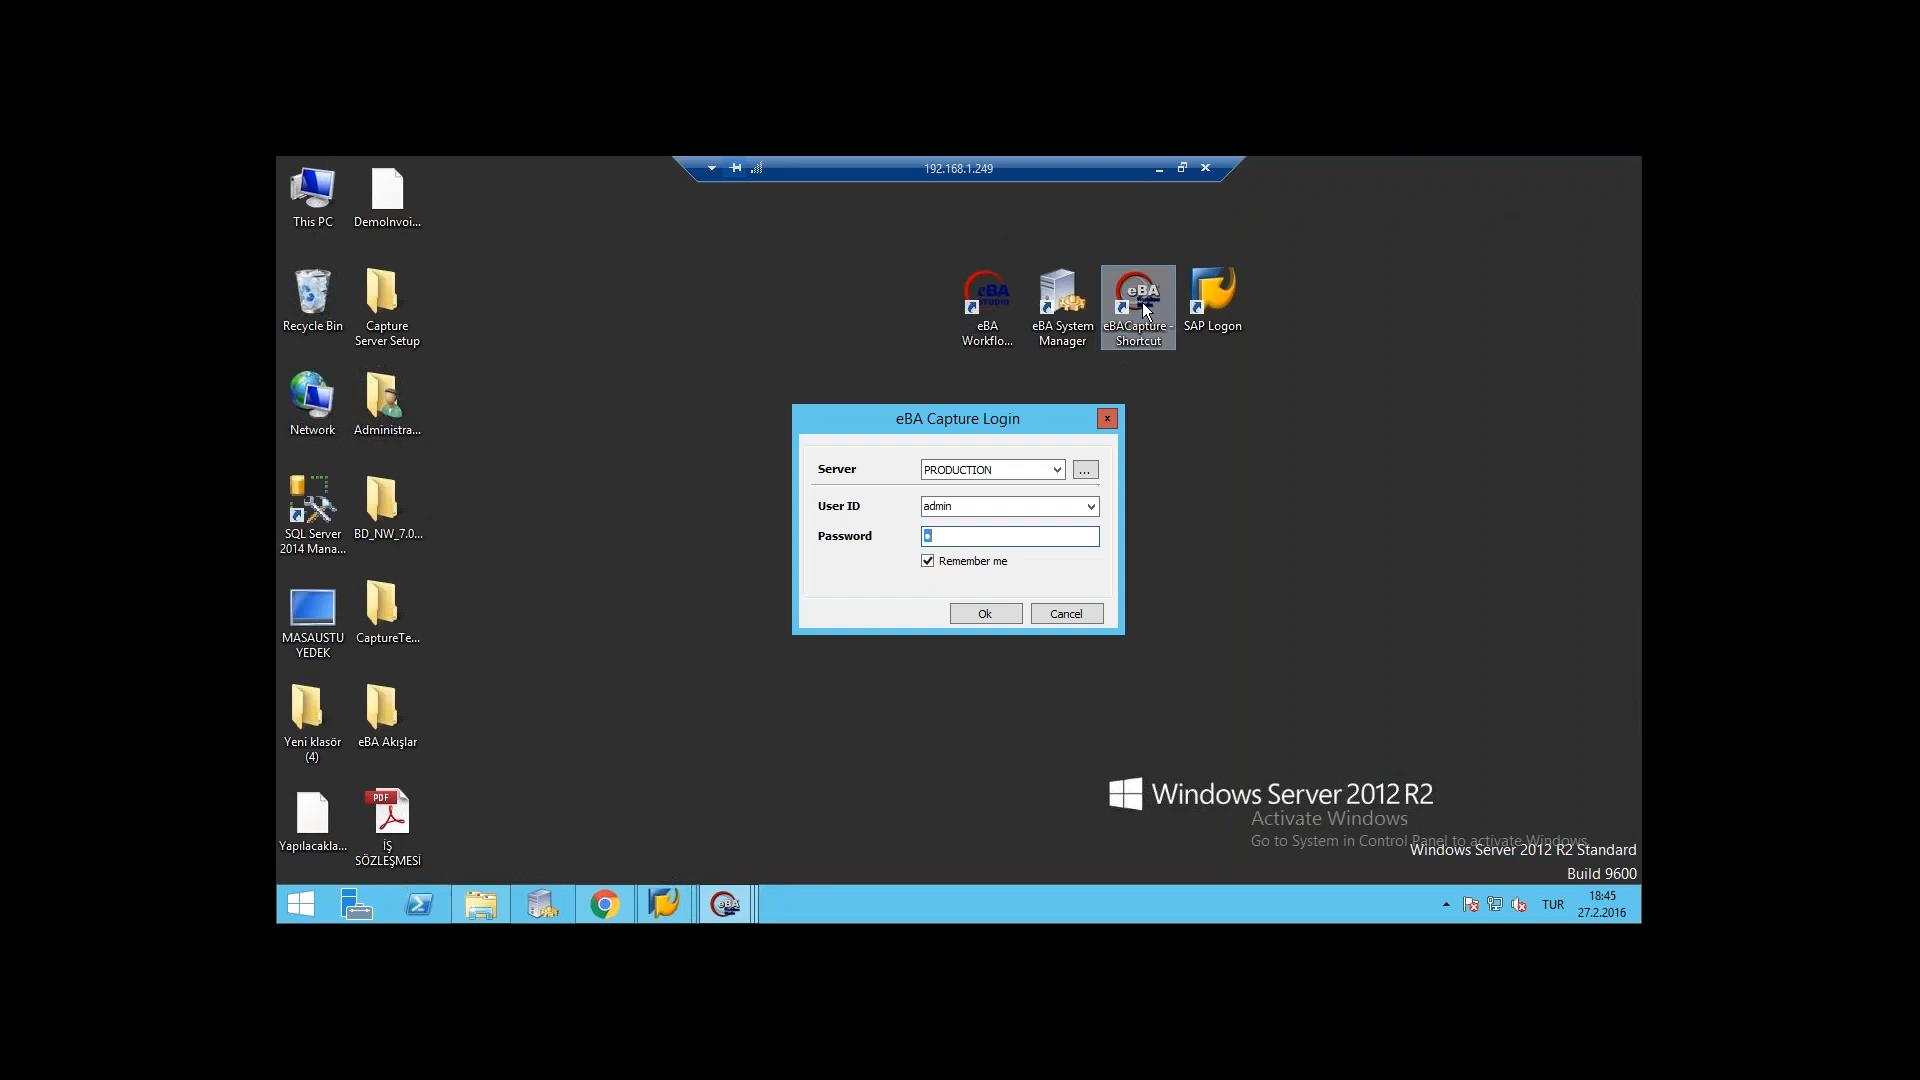 192.168.1.249
This PC
DemoInvoi...
Recycle Bin
Capture
Server Setup
eBA
STUDIO
eBA
Workflo...
eBA System
Manager
eBA
eBACapture -
Shortcut
SAP Logon
Network
Administra...
eBA Capture Login
Server
PRODUCTION
...
User ID
admin
Password
Remember me
Ok
Cancel
SQL Server
2014 Mana...
BD_NW_7.0...
MASAUSTU
YEDEK
CaptureTe...
Yeni klasör
(4)
eBA Akışlar
Yapılacakla...
PDF
İŞ
SÖZLEŞMESİ
Windows Server 2012 R2
Activate Windows
Go to System in Control Panel to activate Windows.
Windows Server 2012 R2 Standard
Build 9600
eBA
TUR
18:45
27.2.2016